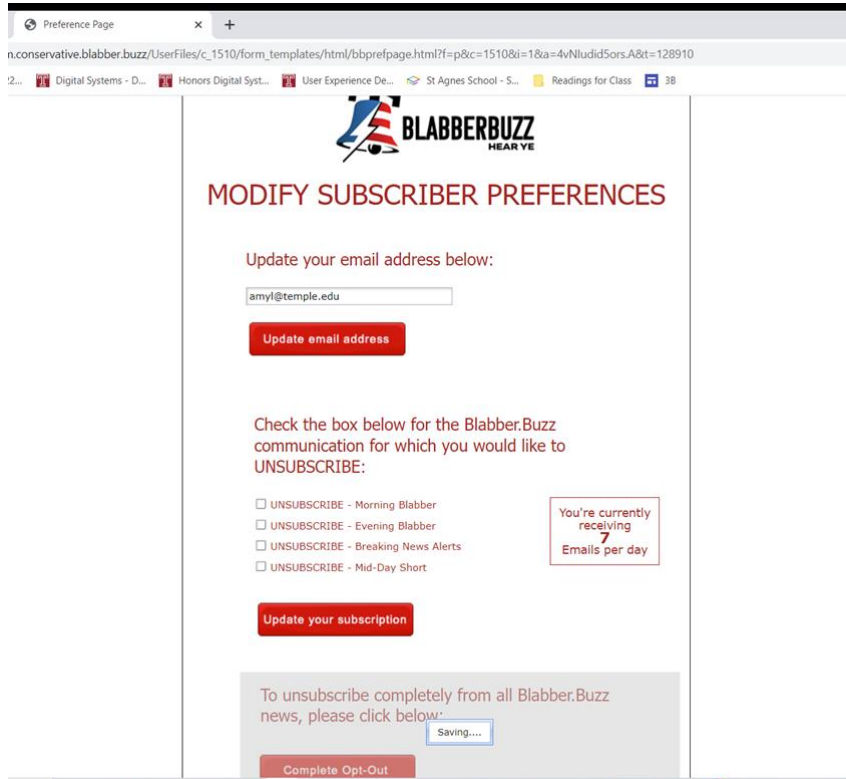 Preference Page
m.conservative.blabber.buzz/UserFiles/c_1510/form_templates/html/bbprefpage.html?f=p&c=1510&i=1&a=4vNIudid5ors.A&t=128910
2... Digital Systems - D... Honors Digital Syst... User Experience De... St Agnes School - S... Readings for Class 3B
BLABBERBUZZ
HEAR YE
MODIFY SUBSCRIBER PREFERENCES
Update your email address below:
amyl@temple.edu
Update email address
Check the box below for the Blabber.Buzz
communication for which you would like to
UNSUBSCRIBE:
UNSUBSCRIBE - Morning Blabber
UNSUBSCRIBE - Evening Blabber
UNSUBSCRIBE - Breaking News Alerts
UNSUBSCRIBE - Mid-Day Short
You're currently
receiving
7
Emails per day
Update your subscription
To unsubscribe completely from all Blabber.Buzz
news, please click below:
Saving....
Complete Opt-Out